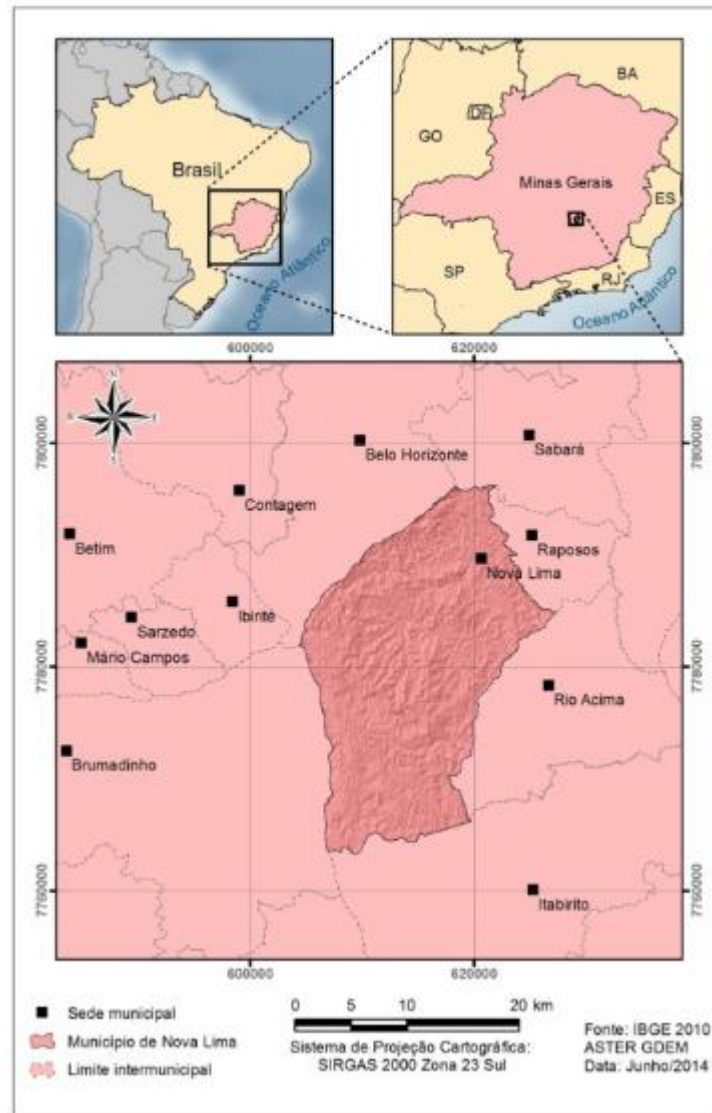 Brasil
Oceano Atlântico
BA
DF
GO
Minas Gerais
ES
SP
RJ
Oceano Atlântico
600000
620000
N
7800000
7800000
Belo Horizonte
Sabará
Contagem
Betim
Raposos
Nova Lima
Ibirité
Sarzedo
Mário Campos
7780000
7780000
Rio Acima
Brumadinho
7760000
7760000
Itabirito
600000
620000
Sede municipal
Município de Nova Lima
Limite intermunicipal
0 5 10 20 km
Sistema de Projeção Cartográfica:
SIRGAS 2000 Zona 23 Sul
Fonte: IBGE 2010
ASTER GDEM
Data: Junho/2014